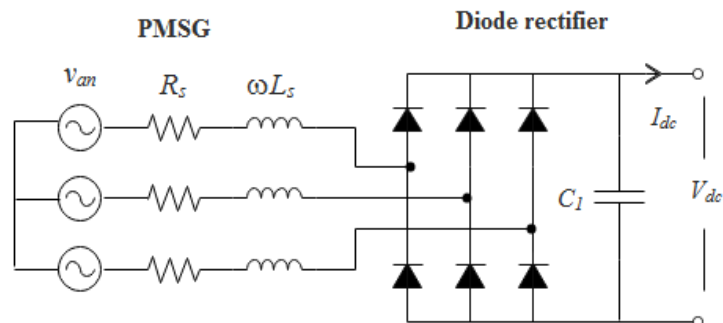 PMSG
Diode rectifier
v_an
R_s
ωL_s
I_dc
C_1
V_dc